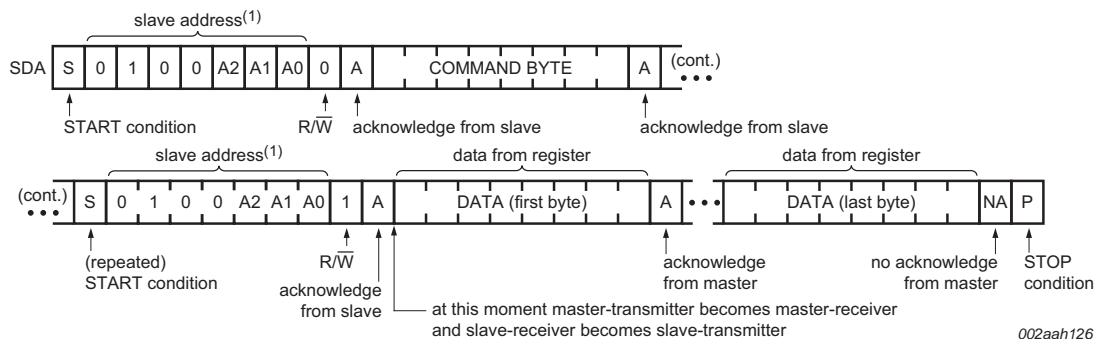 slave address(1)
SDA S 0 1 0 0 A2 A1 A0 0 A COMMAND BYTE A (cont.)
START condition R/W̅ acknowledge from slave acknowledge from slave
slave address(1) data from register data from register
(cont.) S 0 1 0 0 A2 A1 A0 1 A DATA (first byte) A DATA (last byte) NA P
(repeated)
START condition
R/W̅
acknowledge
from slave
acknowledge
from master
no acknowledge
from master
STOP
condition
at this moment master-transmitter becomes master-receiver
and slave-receiver becomes slave-transmitter
002aah126